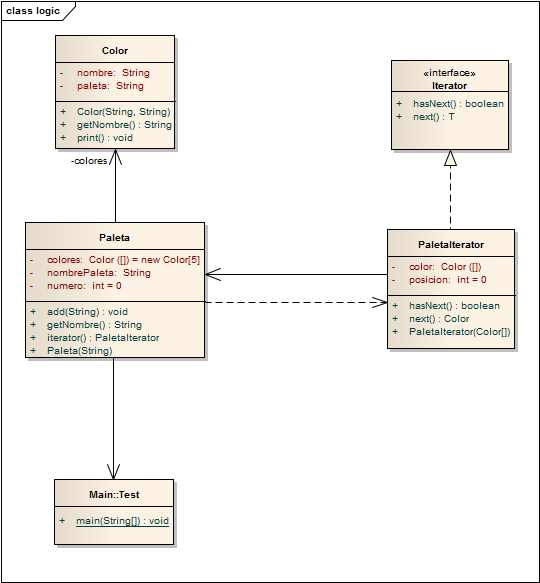 class logic
Color
- nombre: String
- paleta: String
+ Color(String, String)
+ getNombre() : String
+ print() : void
«interface»
Iterator
+ hasNext() : boolean
+ next() : T
-colores
Paleta
- colores: Color ([]) = new Color[5]
- nombrePaleta: String
- numero: int = 0
+ add(String) : void
+ getNombre() : String
+ iterator() : PaletaIterator
+ Paleta(String)
PaletaIterator
- color: Color ([])
- posicion: int = 0
+ hasNext() : boolean
+ next() : Color
+ PaletaIterator(Color[])
Main::Test
+ main(String[]) : void